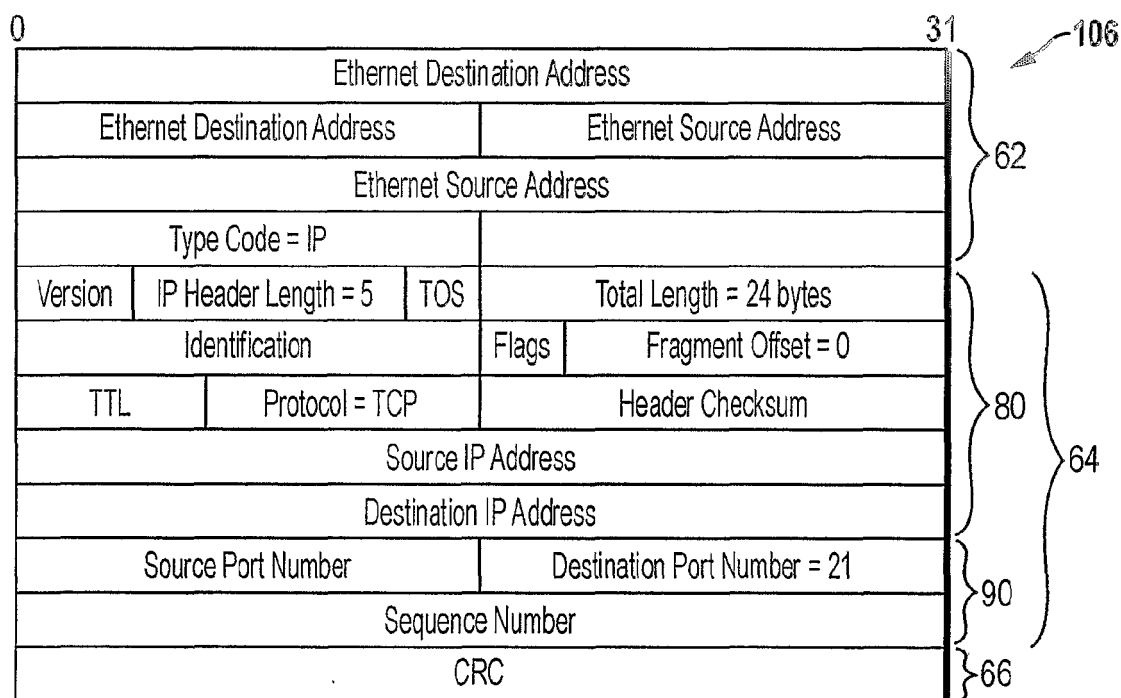 0 31 106
Ethernet Destination Address
Ethernet Destination Address Ethernet Source Address
62
Ethernet Source Address
Type Code = IP
Version IP Header Length = 5 TOS Total Length = 24 bytes
Identification Flags Fragment Offset = 0
TTL Protocol = TCP Header Checksum
80
Source IP Address
64
Destination IP Address
Source Port Number Destination Port Number = 21
90
Sequence Number
CRC
66